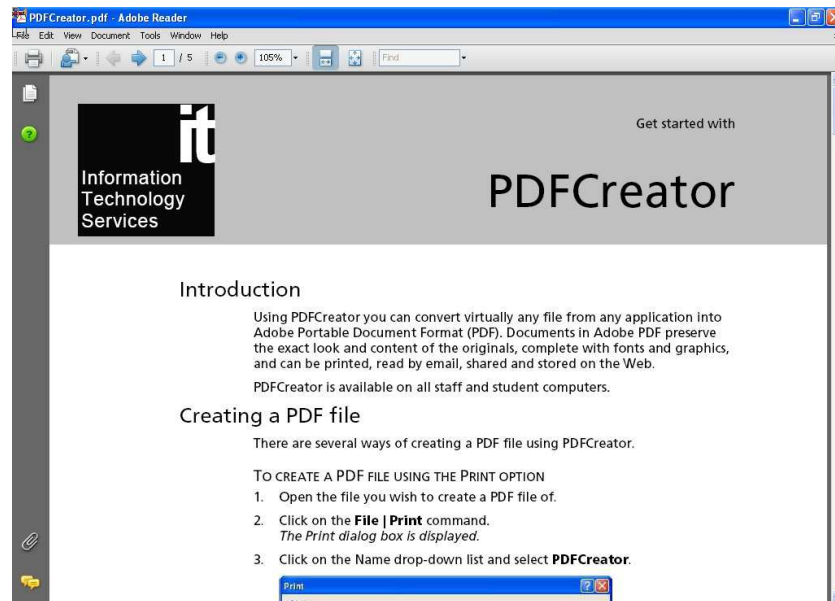 PDFCreator.pdf - Adobe Reader
File Edit View Document Tools Window Help
1 / 5 105% Find
it
Information
Technology
Services
Get started with
PDFCreator
Introduction
Using PDFCreator you can convert virtually any file from any application into
Adobe Portable Document Format (PDF). Documents in Adobe PDF preserve
the exact look and content of the originals, complete with fonts and graphics,
and can be printed, read by email, shared and stored on the Web.
PDFCreator is available on all staff and student computers.
Creating a PDF file
There are several ways of creating a PDF file using PDFCreator.
TO CREATE A PDF FILE USING THE PRINT OPTION
1. Open the file you wish to create a PDF file of.
2. Click on the File | Print command.
The Print dialog box is displayed.
3. Click on the Name drop-down list and select PDFCreator.
Print